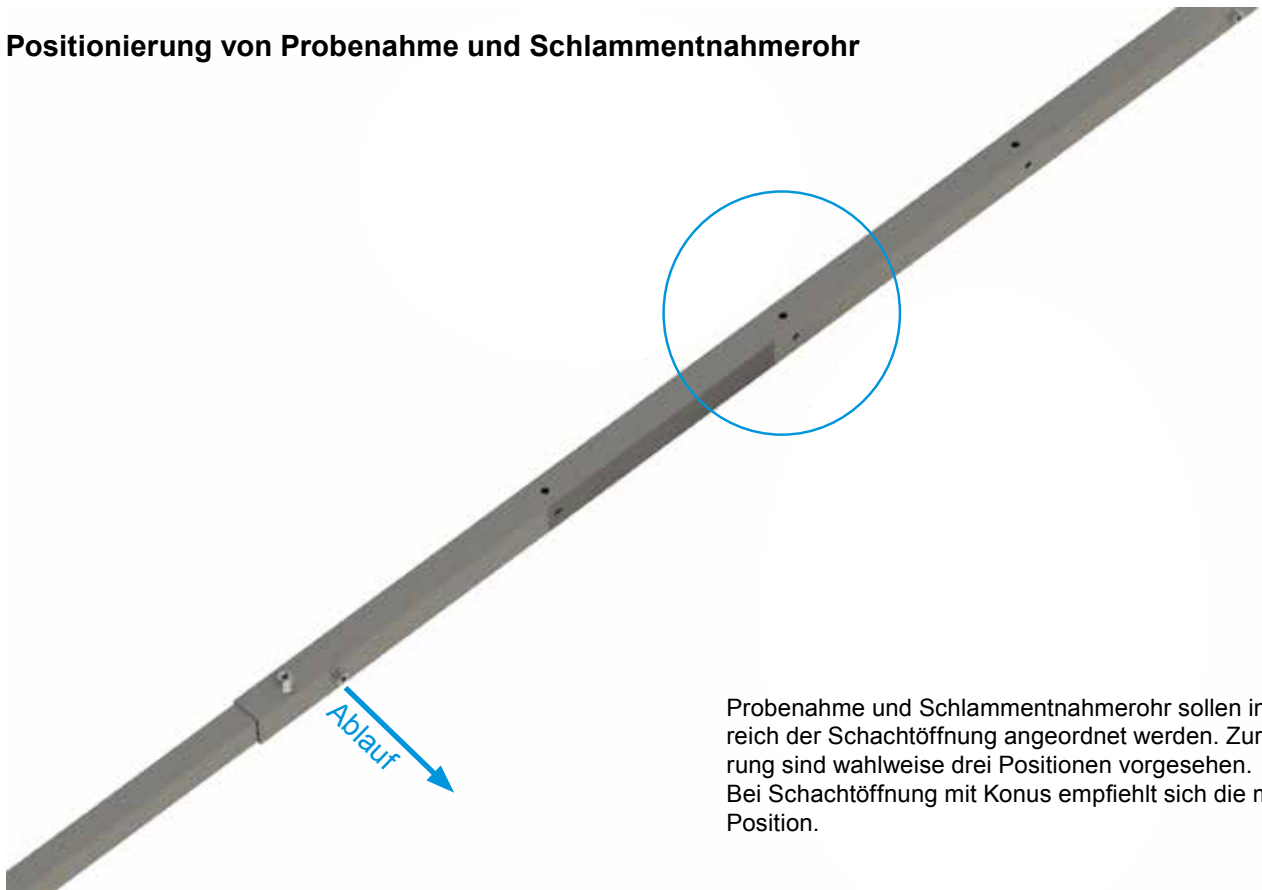 Positionierung von Probenahme und Schlammentnahmerohr
Ablauf
Probenahme und Schlammentnahmerohr sollen
reich der Schachtöffnung angeordnet werden. Zur
rung sind wahlweise drei Positionen vorgesehen.
Bei Schachtöffnung mit Konus empfiehlt sich die
Position.